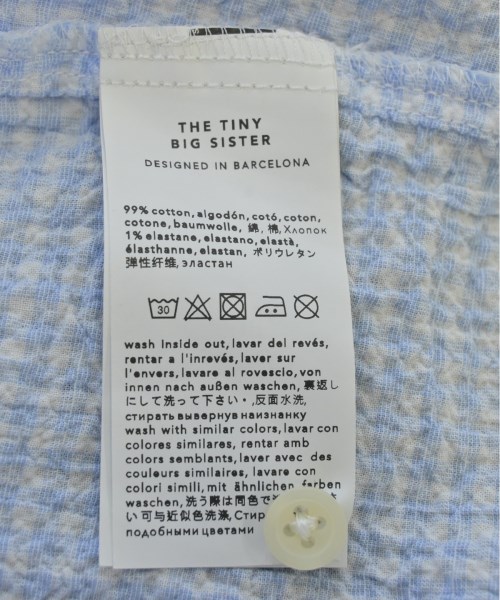 THE TINY
BIG SISTER
DESIGNED IN BARCELONA
99% cotton, algodón, cotó, coton,
cotone, baumwolle, 綿, 棉, Хлопок
1% elastane, elastano, elastà,
élasthanne, elastan, ポリウレタン
弹性纤维, эластан
30
wash inside out, lavar del revés,
rentar a l'inrevés, laver sur
l'envers, lavare al rovescio, von
innen nach außen waschen, 裏返し
にして洗って下さい・,反面水洗,
стирать вывернув наизнанку
wash with similar colors, lavar con
colores similares, rentar amb
colors semblants, laver avec des
couleurs similaires, lavare con
colori simili, mit ähnlichen farben
waschen, 洗う際は同色で
い 可与近似色洗涤, Стир
подобными цветами